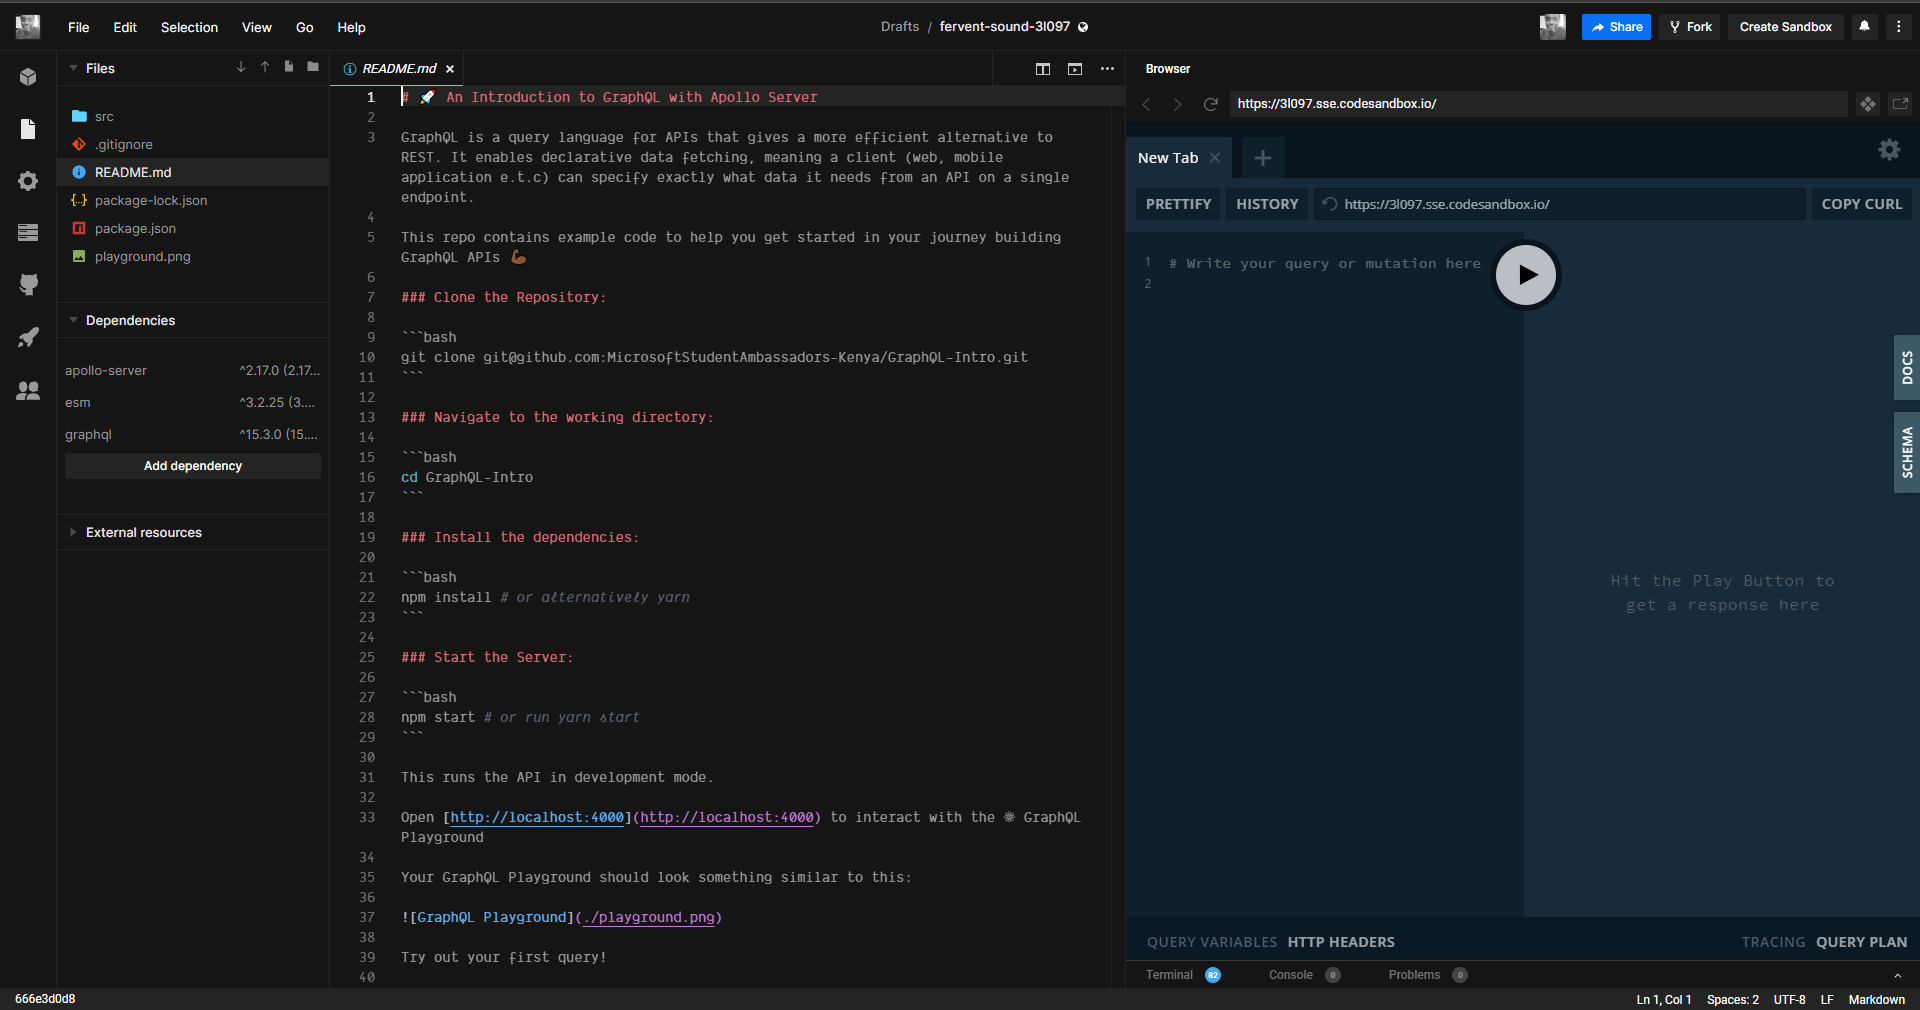 File Edit Selection View Go Help
Drafts / fervent-sound-3l097
Share Fork Create Sandbox
Files
src
.gitignore
README.md
package-lock.json
package.json
playground.png
Dependencies
apollo-server ^2.17.0 (2.17...
esm ^3.2.25 (3....
graphql ^15.3.0 (15....
Add dependency
External resources
README.md
1 # 🚀 An Introduction to GraphQL with Apollo Server
2
3 GraphQL is a query language for APIs that gives a more efficient alternative to
REST. It enables declarative data fetching, meaning a client (web, mobile
application e.t.c) can specify exactly what data it needs from an API on a single
endpoint.
4
5 This repo contains example code to help you get started in your journey building
GraphQL APIs 💪🏾
6
7 ### Clone the Repository:
8
9 ```bash
10 git clone git@github.com:MicrosoftStudentAmbassadors-Kenya/GraphQL-Intro.git
11 ```
12
13 ### Navigate to the working directory:
14
15 ```bash
16 cd GraphQL-Intro
17 ```
18
19 ### Install the dependencies:
20
21 ```bash
22 npm install # or alternatively yarn
23 ```
24
25 ### Start the Server:
26
27 ```bash
28 npm start # or run yarn start
29 ```
30
31 This runs the API in development mode.
32
33 Open [http://localhost:4000](http://localhost:4000) to interact with the ⚛ GraphQL
Playground
34
35 Your GraphQL Playground should look something similar to this:
36
37 ![GraphQL Playground](./playground.png)
38
39 Try out your first query!
40
Browser
https://3l097.sse.codesandbox.io/
New Tab
PRETTIFY HISTORY https://3l097.sse.codesandbox.io/ COPY CURL
1 # Write your query or mutation here
2
DOCS
SCHEMA
Hit the Play Button to
get a response here
QUERY VARIABLES HTTP HEADERS TRACING QUERY PLAN
Terminal 82 Console 0 Problems 0
666e3d0d8 Ln 1, Col 1 Spaces: 2 UTF-8 LF Markdown